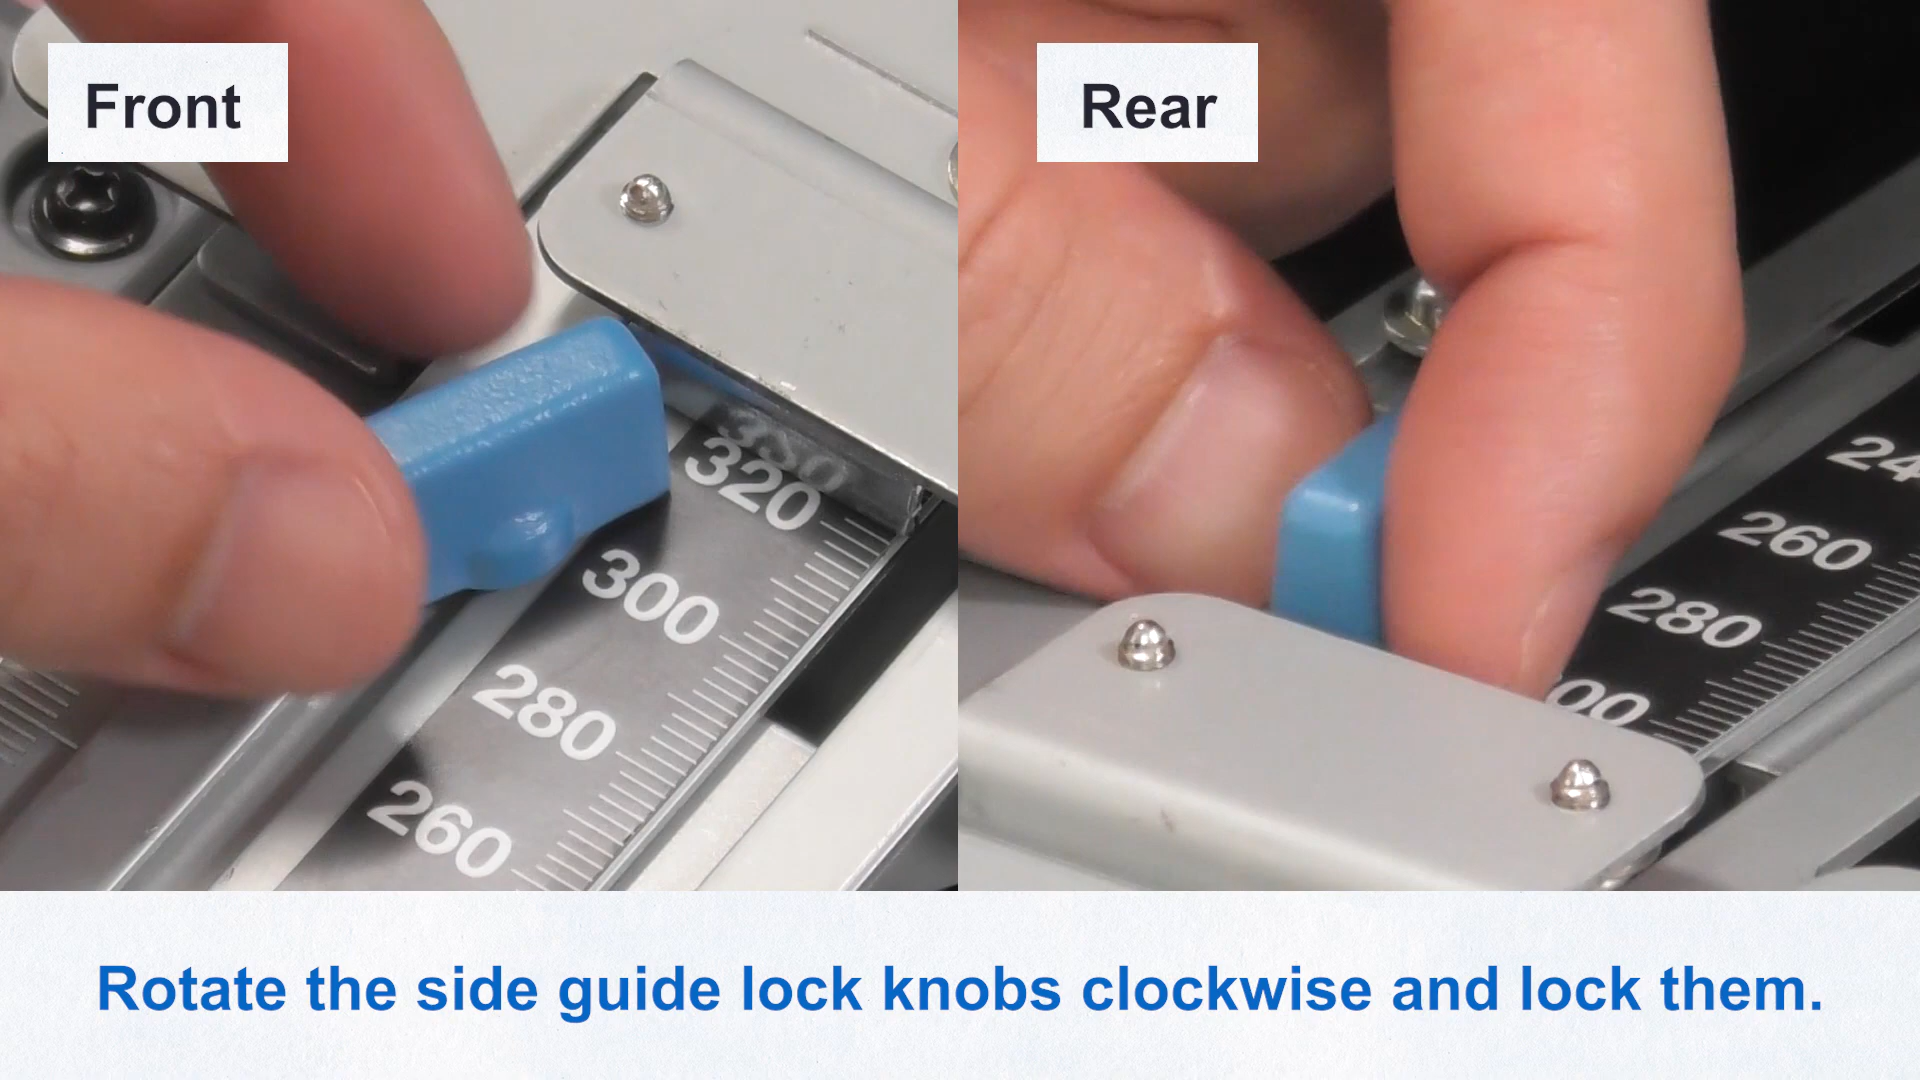 Front
Rear
320
300
280
260
260
280
Rotate the side guide lock knobs clockwise and lock them.